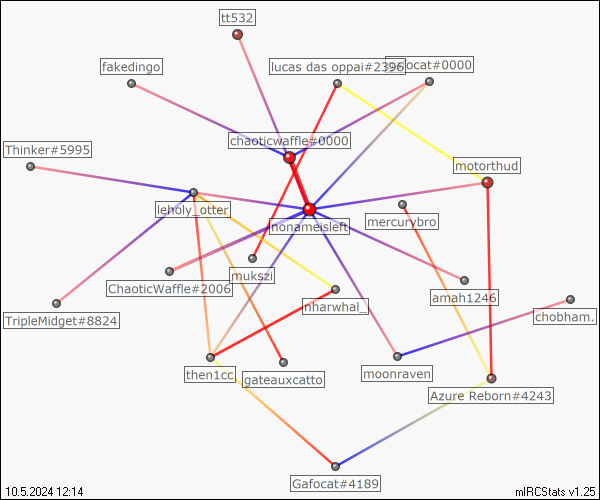 tt532
fakedingo
lucas das oppai#2396
ocat#0000
chaoticwaffle#0000
Thinker#5995
motorthud
leholy_otter
nonameisleft
mercurybro
mukszi
ChaoticWaffle#2006
nharwhal_
amah1246
TripleMidget#8824
chobham.
then1cc
gateauxcatto
moonraven
Azure Reborn#4243
Gafocat#4189
10.5.2024 12:14
mIRCStats v1.25